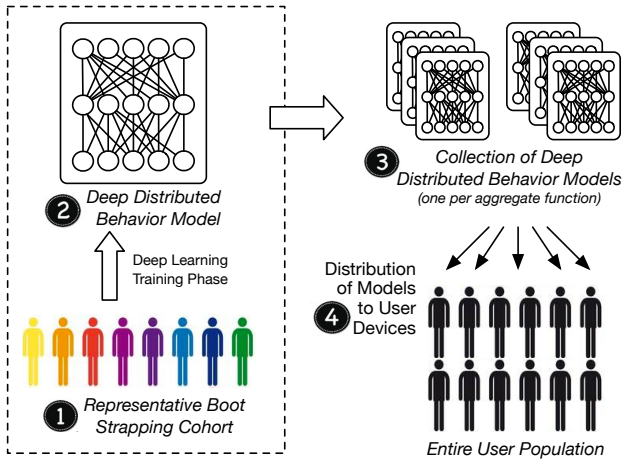 2 Deep Distributed
Behavior Model
Deep Learning
Training Phase
1 Representative Boot
Strapping Cohort
3 Collection of Deep
Distributed Behavior Models
(one per aggregate function)
Distribution
of Models
4 to User
Devices
Entire User Population